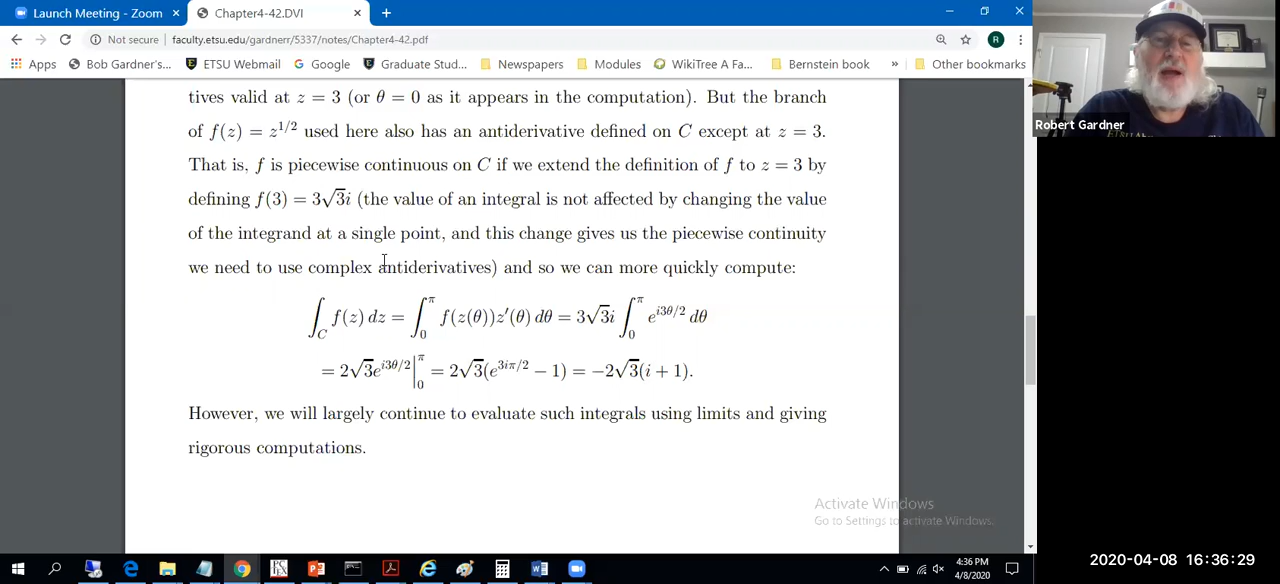 Launch Meeting - Zoom
Chapter4-42.DVI
Not secure | faculty.etsu.edu/gardnerr/5337/notes/Chapter4-42.pdf
R
Apps Bob Gardner's... ETSU Webmail Google Graduate Stud... Newspapers Modules WikiTree A Fa... Bernstein book » Other bookmarks
Robert Gardner
tives valid at z = 3 (or θ = 0 as it appears in the computation). But the branch
of f(z) = z^{1/2} used here also has an antiderivative defined on C except at z = 3.
That is, f is piecewise continuous on C if we extend the definition of f to z = 3 by
defining f(3) = 3√3i (the value of an integral is not affected by changing the value
of the integrand at a single point, and this change gives us the piecewise continuity
we need to use complex antiderivatives) and so we can more quickly compute:
∫_C f(z) dz = ∫_0^π f(z(θ))z′(θ) dθ = 3√3i ∫_0^π e^{i3θ/2} dθ
= 2√3e^{i3θ/2}|_0^π = 2√3(e^{3iπ/2} − 1) = −2√3(i + 1).
However, we will largely continue to evaluate such integrals using limits and giving
rigorous computations.
Activate Windows
Go to Settings to activate Windows.
4:36 PM
4/8/2020
2020-04-08 16:36:29